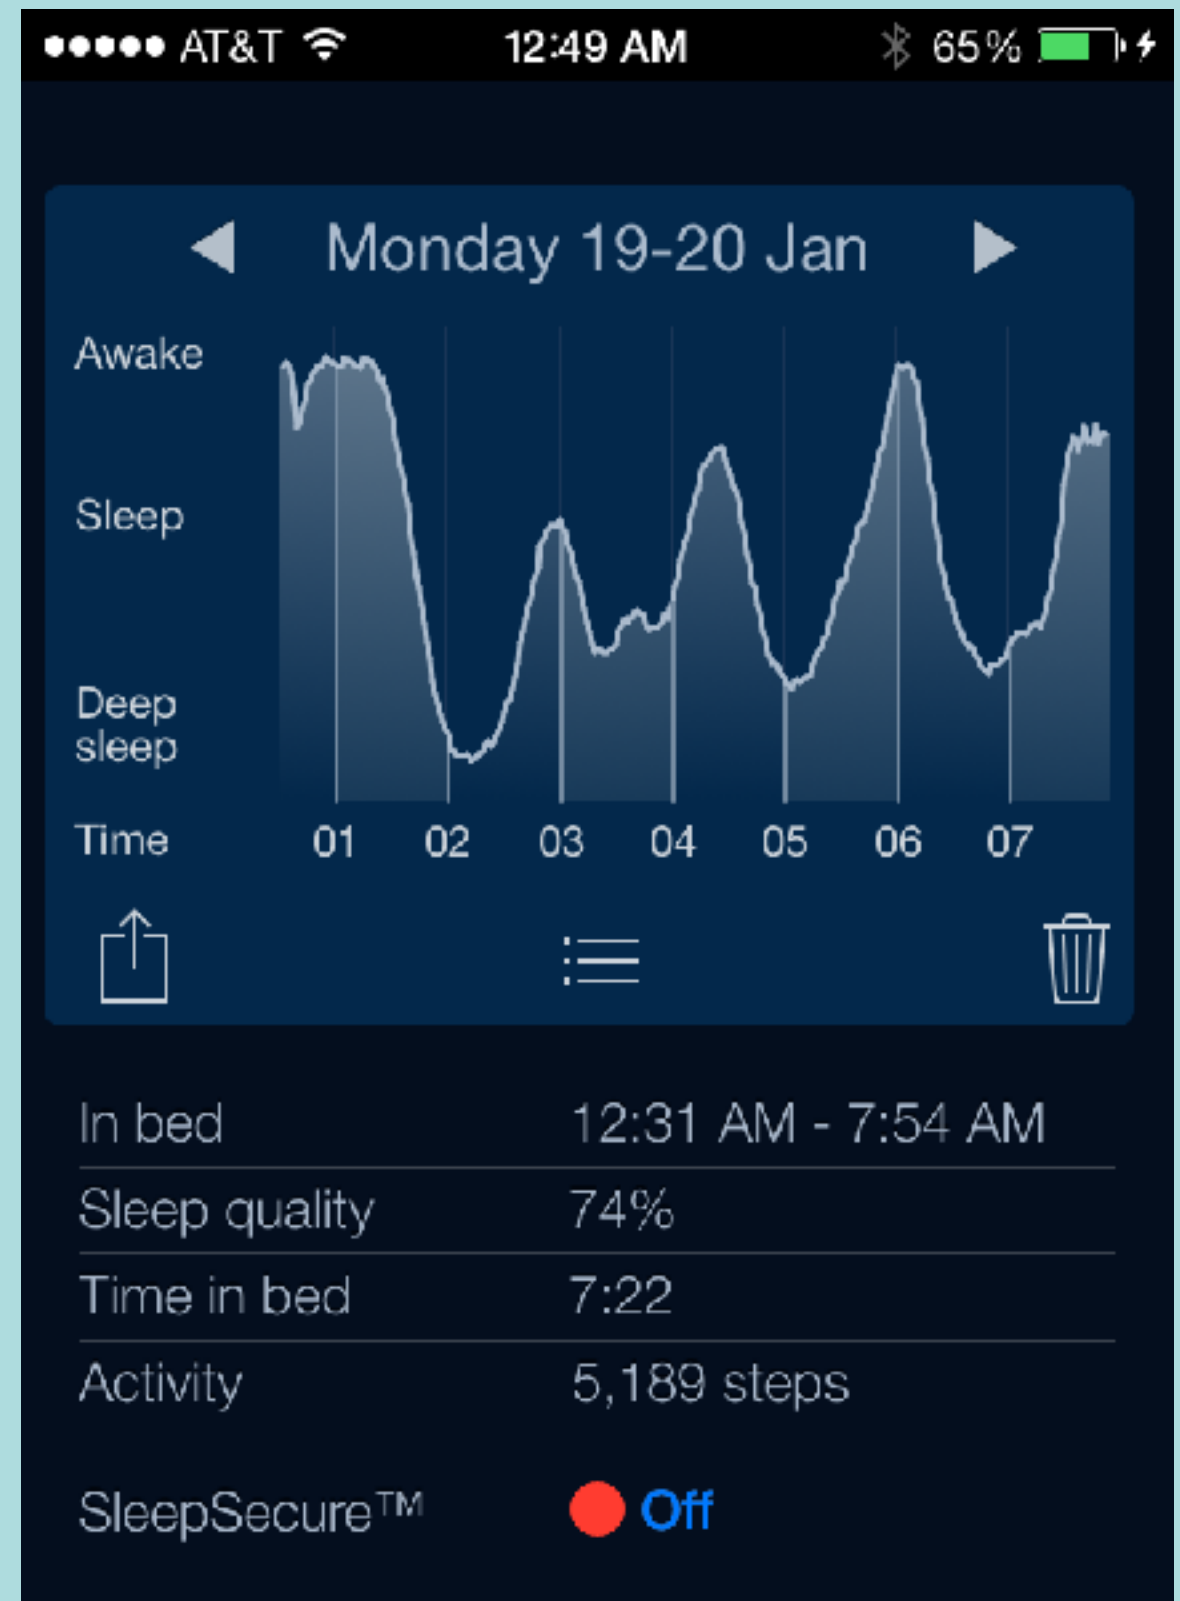 AT&T 12:49 AM 65%
Monday 19-20 Jan
Awake
Sleep
Deep
sleep
Time 01 02 03 04 05 06 07
In bed 12:31 AM - 7:54 AM
Sleep quality 74%
Time in bed 7:22
Activity 5,189 steps
SleepSecure™ Off